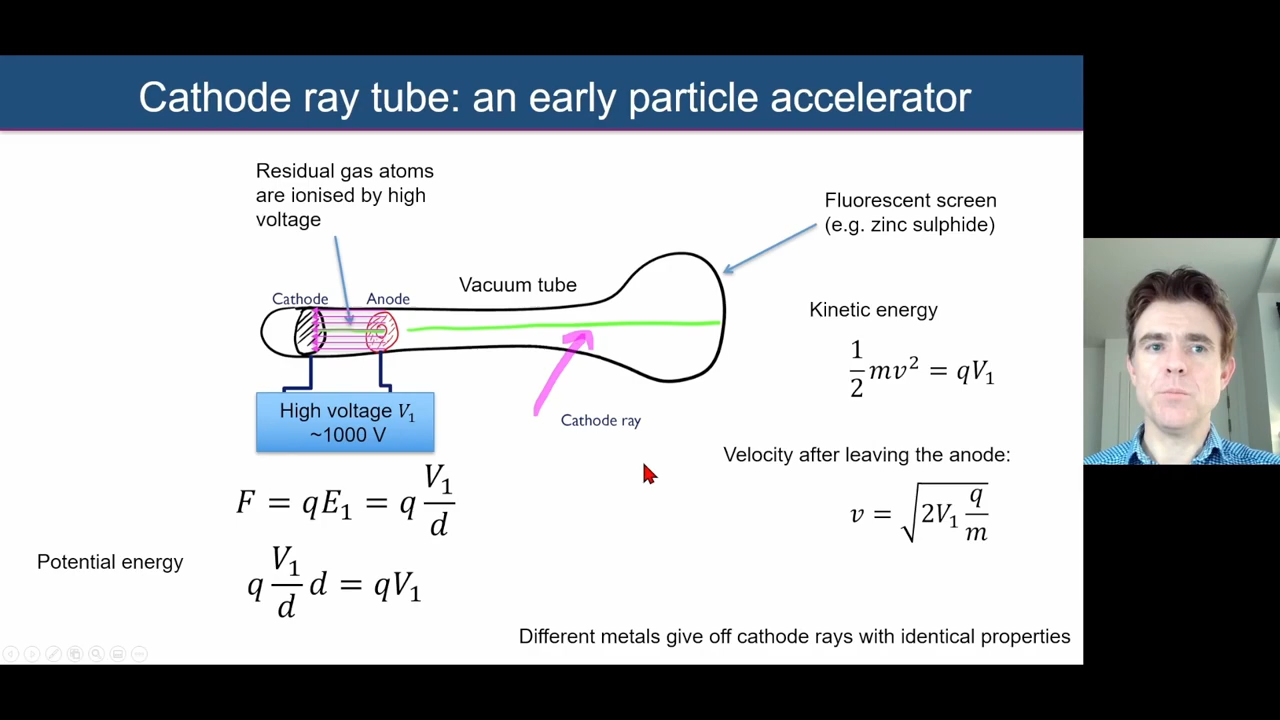 Cathode ray tube: an early particle accelerator
Residual gas atoms
are ionised by high
voltage
Fluorescent screen
(e.g. zinc sulphide)
Vacuum tube
Cathode
Anode
Kinetic energy
1/2 mv² = qV₁
High voltage V₁
~1000 V
Cathode ray
Velocity after leaving the anode:
v = √(2V₁ q/m)
F = qE₁ = q V₁/d
Potential energy
q V₁/d d = qV₁
Different metals give off cathode rays with identical properties